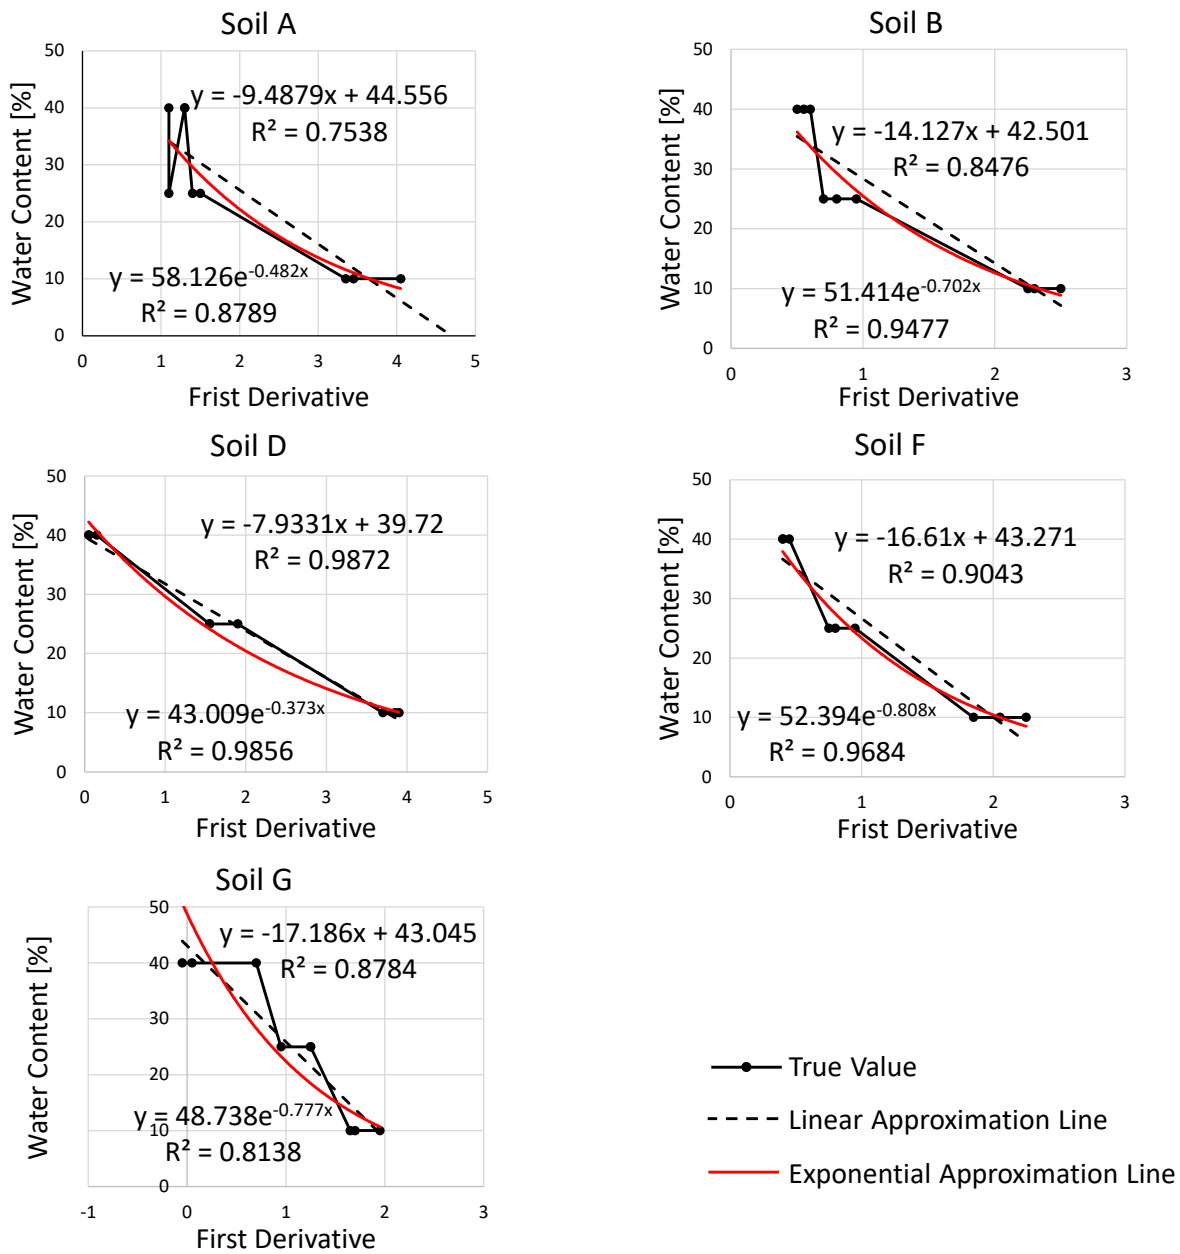 Soil A
Water Content [%]
50
40
30
20
10
0
y = -9.4879x + 44.556
R² = 0.7538
y = 58.126e^-0.482x
R² = 0.8789
0 1 2 3 4 5
Frist Derivative
Soil B
Water Content [%]
50
40
30
20
10
0
y = -14.127x + 42.501
R² = 0.8476
y = 51.414e^-0.702x
R² = 0.9477
0 1 2 3
Frist Derivative
Soil D
Water Content [%]
50
40
30
20
10
0
y = -7.9331x + 39.72
R² = 0.9872
y = 43.009e^-0.373x
R² = 0.9856
0 1 2 3 4 5
Frist Derivative
Soil F
Water Content [%]
50
40
30
20
10
0
y = -16.61x + 43.271
R² = 0.9043
y = 52.394e^-0.808x
R² = 0.9684
0 1 2 3
Frist Derivative
Soil G
Water Content [%]
50
40
30
20
10
0
y = -17.186x + 43.045
R² = 0.8784
y = 48.738e^-0.777x
R² = 0.8138
-1 0 1 2 3
First Derivative
True Value
Linear Approximation Line
Exponential Approximation Line